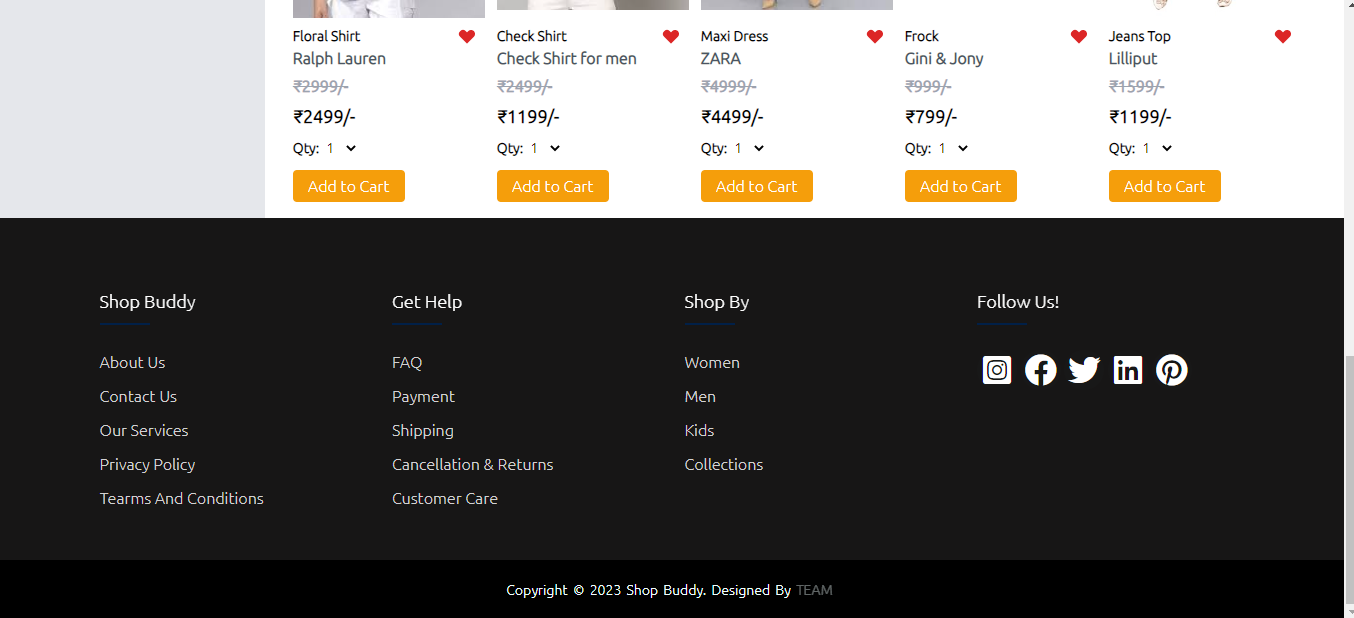 Floral Shirt
Ralph Lauren
₹2999/-
₹2499/-
Qty: 1
Add to Cart
Check Shirt
Check Shirt for men
₹2499/-
₹1199/-
Qty: 1
Add to Cart
Maxi Dress
ZARA
₹4999/-
₹4499/-
Qty: 1
Add to Cart
Frock
Gini & Jony
₹999/-
₹799/-
Qty: 1
Add to Cart
Jeans Top
Lilliput
₹1599/-
₹1199/-
Qty: 1
Add to Cart
Shop Buddy
About Us
Contact Us
Our Services
Privacy Policy
Tearms And Conditions
Get Help
FAQ
Payment
Shipping
Cancellation & Returns
Customer Care
Shop By
Women
Men
Kids
Collections
Follow Us!
Copyright © 2023 Shop Buddy. Designed By TEAM